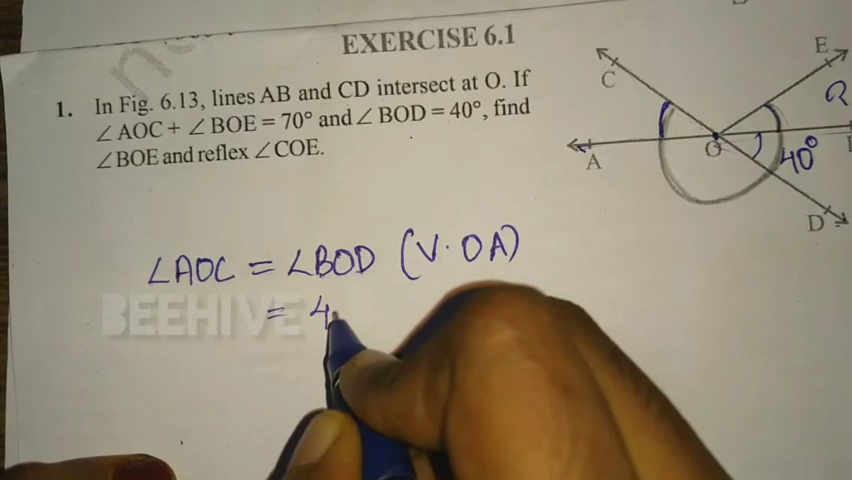 EXERCISE 6.1
1. In Fig. 6.13, lines AB and CD intersect at O. If
∠AOC + ∠BOE = 70° and ∠BOD = 40°, find
∠BOE and reflex ∠COE.
C
E
A
O
40°
D
∠AOC = ∠BOD (V.OA)
= 4
BEEHIVE